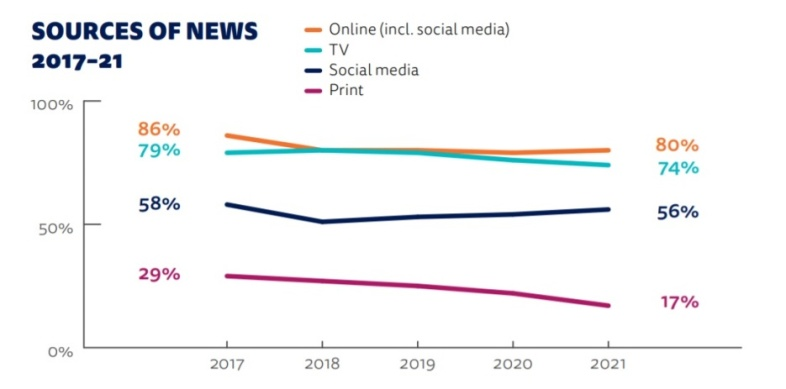 SOURCES OF NEWS
2017–21
Online (incl. social media)
TV
Social media
Print
100%
86%
79%
80%
74%
58%
56%
50%
29%
17%
0%
2017 2018 2019 2020 2021